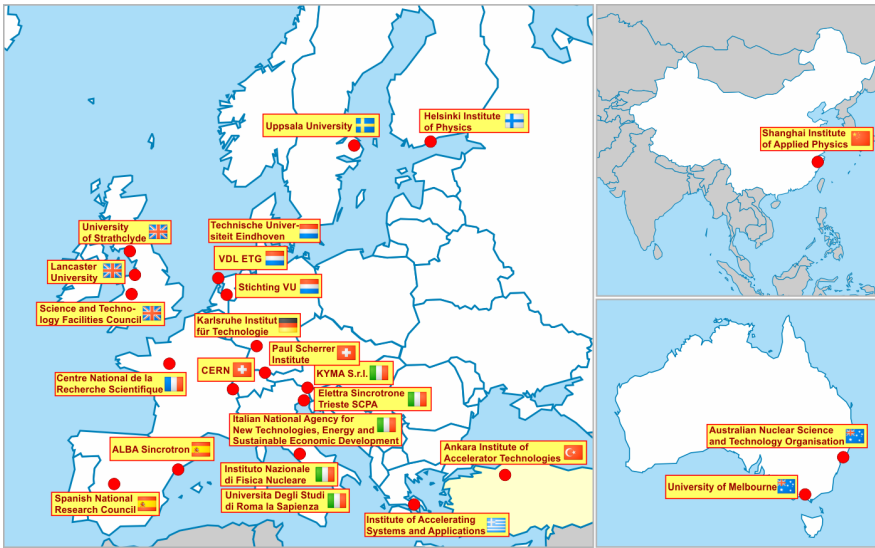 Uppsala University
Helsinki Institute
of Physics
Shanghai Institute
of Applied Physics
University
of Strathclyde
Technische Univer-
siteit Eindhoven
VDL ETG
Lancaster
University
Stichting VU
Science and Techno-
logy Facilities Council
Karlsruhe Institut
für Technologie
Paul Scherrer
Institute
CERN
KYMA S.r.l.
Centre National de la
Recherche Scientifique
Elettra Sincrotrone
Trieste SCPA
Italian National Agency for
New Technologies, Energy and
Sustainable Economic Development
ALBA Sincrotron
Ankara Institute of
Accelerator Technologies
Instituto Nazionale
di Fisica Nucleare
Spanish National
Research Council
Universita Degli Studi
di Roma la Sapienza
Institute of Accelerating
Systems and Applications
Australian Nuclear Science
and Technology Organisation
University of Melbourne